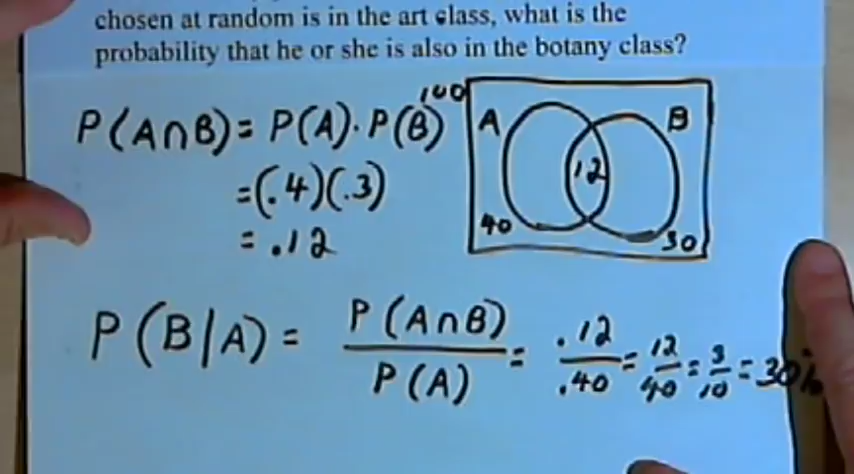 chosen at random is in the art class, what is the
probability that he or she is also in the botany class?
P(A∩B) = P(A)·P(B)
= (.4)(.3)
= .12
100
A
B
12
40
30
P(B|A) = P(A∩B)/P(A) = .12/.40 = 12/40 = 3/10 = 30%